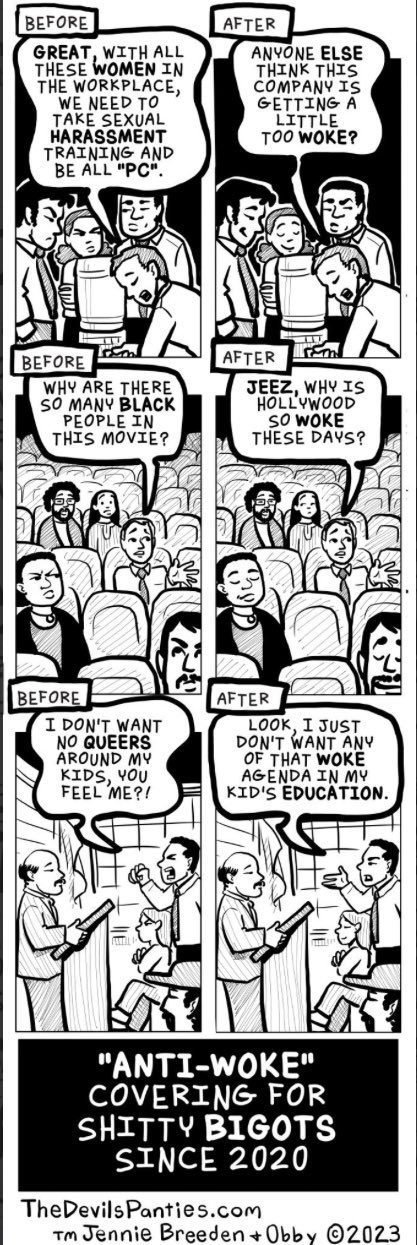 BEFORE
GREAT, WITH ALL
THESE WOMEN IN
THE WORKPLACE,
WE NEED TO
TAKE SEXUAL
HARASSMENT
TRAINING AND
BE ALL "PC".
AFTER
ANYONE ELSE
THINK THIS
COMPANY IS
GETTING A
LITTLE
TOO WOKE?
BEFORE
WHY ARE THERE
SO MANY BLACK
PEOPLE IN
THIS MOVIE?
AFTER
JEEZ, WHY IS
HOLLYWOOD
SO WOKE
THESE DAYS?
BEFORE
I DON'T WANT
NO QUEERS
AROUND MY
KIDS, YOU
FEEL ME?!
AFTER
LOOK, I JUST
DON'T WANT ANY
OF THAT WOKE
AGENDA IN MY
KID'S EDUCATION.
"ANTI-WOKE"
COVERING FOR
SHITTY BIGOTS
SINCE 2020
TheDevilsPanties.com
TM Jennie Breeden + Obby ©2023